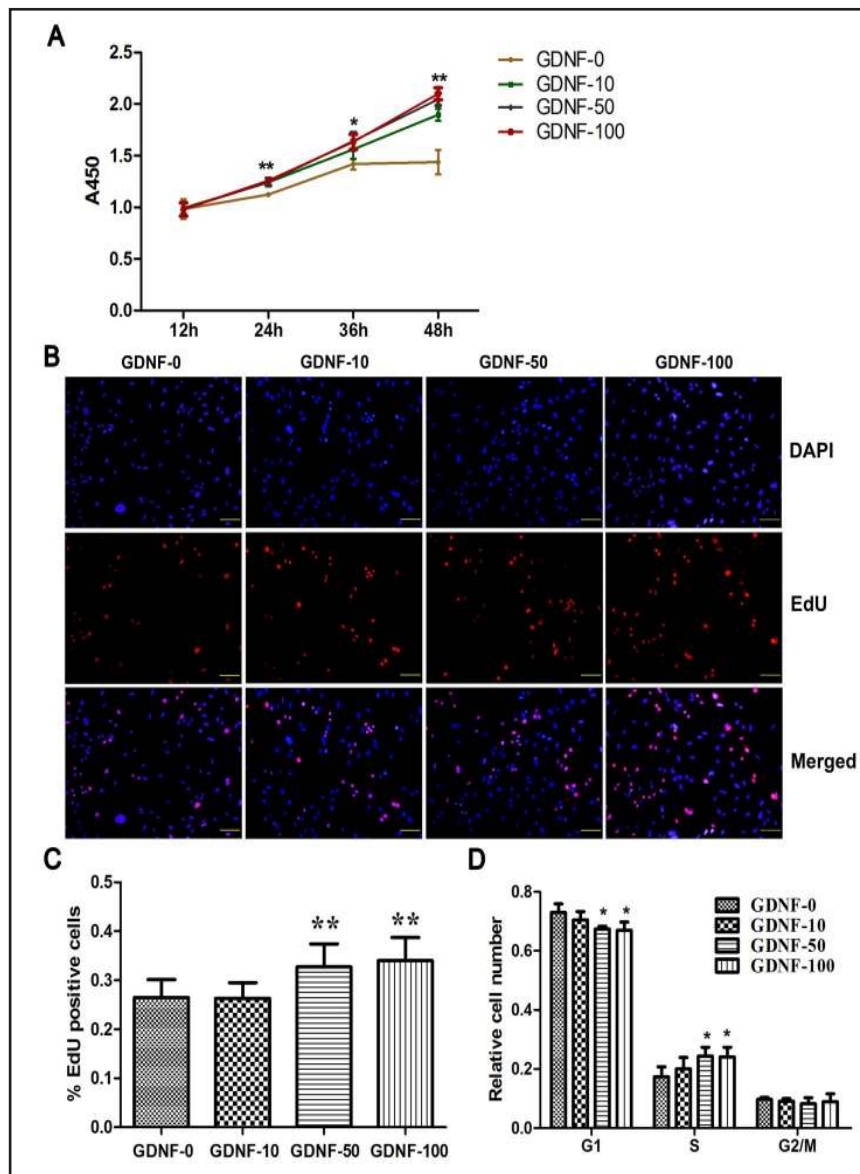 A
2.5
2.0
1.5
1.0
0.5
0.0
A450
**
*
**
12h 24h 36h 48h
GDNF-0
GDNF-10
GDNF-50
GDNF-100
B
GDNF-0 GDNF-10 GDNF-50 GDNF-100
DAPI
EdU
Merged
C
0.5
0.4
0.3
0.2
0.1
0.0
% EdU positive cells
** **
GDNF-0 GDNF-10 GDNF-50 GDNF-100
D
0.8
0.6
0.4
0.2
0.0
Relative cell number
* *
* *
GDNF-0
GDNF-10
GDNF-50
GDNF-100
G1 S G2/M